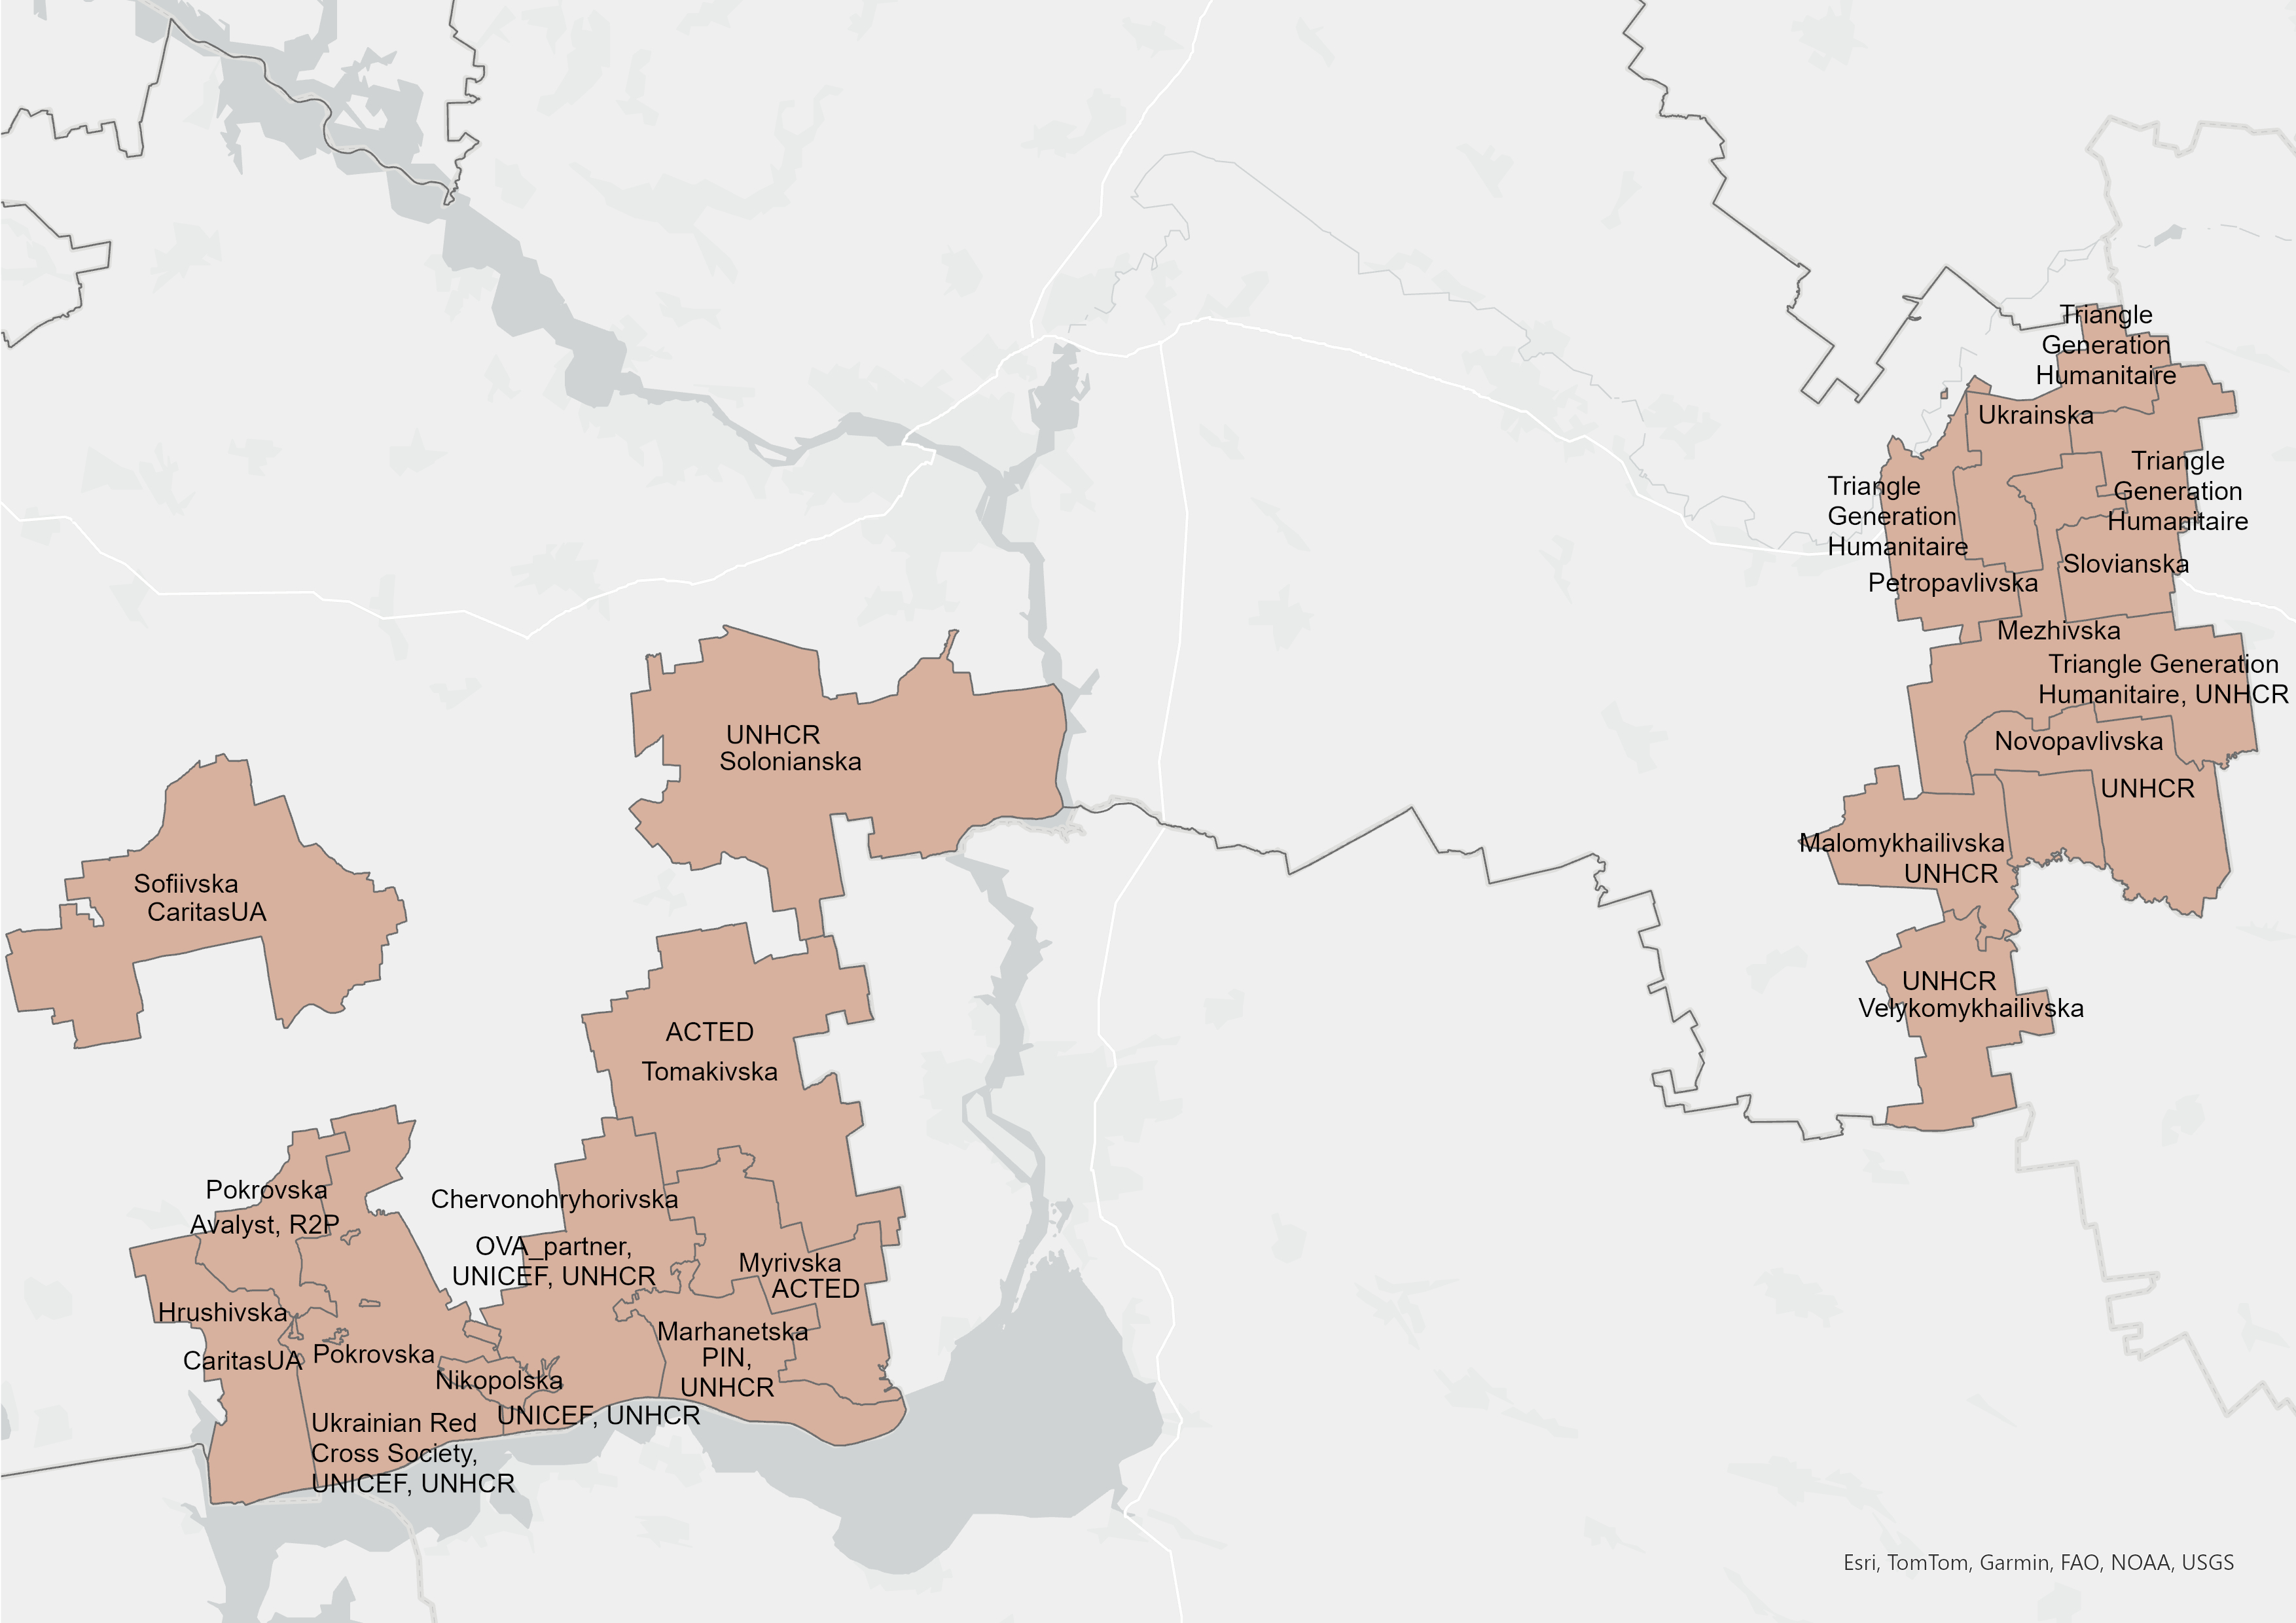 Triangle
Generation
Humanitaire
Ukrainska
Triangle
Generation
Humanitaire
Triangle
Generation
Humanitaire
Slovianska
Petropavlivska
Mezhivska
Triangle Generation
Humanitaire, UNHCR
Novopavlivska
UNHCR
Malomykhailivska
UNHCR
UNHCR
Velykomykhailivska
UNHCR
Solonianska
Sofiivska
CaritasUA
ACTED
Tomakivska
Pokrovska
Avalyst, R2P
Chervonohryhorivska
OVA_partner,
UNICEF, UNHCR
Myrivska
ACTED
Hrushivska
CaritasUA
Pokrovska
Marhanetska
PIN,
UNHCR
Nikopolska
UNICEF, UNHCR
Ukrainian Red
Cross Society,
UNICEF, UNHCR
Esri, TomTom, Garmin, FAO, NOAA, USGS